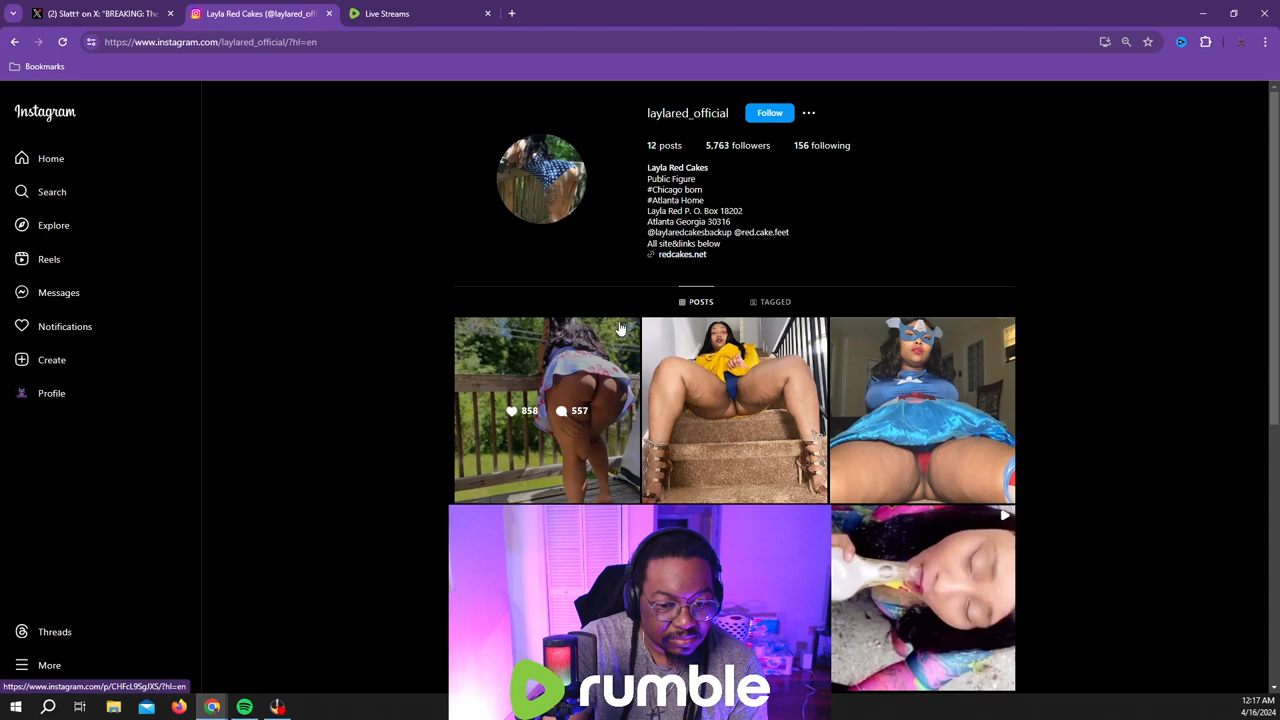 (2) Slatt† on X: "BREAKING: The
Layla Red Cakes (@laylared_offi
Live Streams
https://www.instagram.com/laylared_official/?hl=en
Bookmarks
Instagram
Home
Search
Explore
Reels
Messages
Notifications
Create
Profile
Threads
More
laylared_official
Follow
12 posts
5,763 followers
156 following
Layla Red Cakes
Public Figure
#Chicago born
#Atlanta Home
Layla Red P. O. Box 18202
Atlanta Georgia 30316
@laylaredcakesbackup @red.cake.feet
All site&links below
redcakes.net
POSTS
TAGGED
858
557
rumble
https://www.instagram.com/p/CHFcL9SgJXS/?hl=en
12:17 AM
4/16/2024